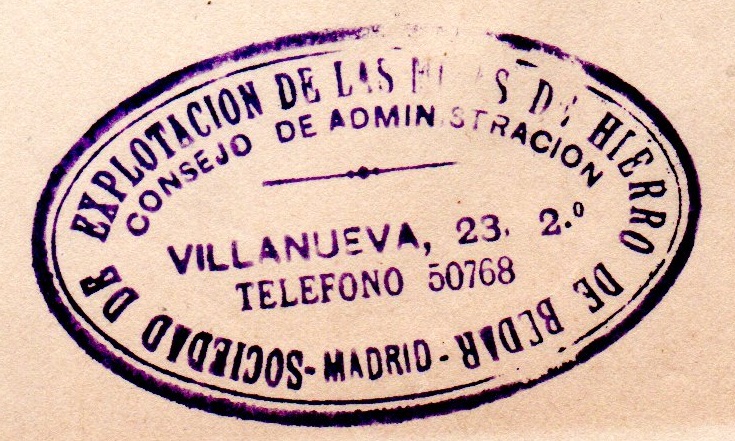 SOCIEDAD DE EXPLOTACION DE LAS MINAS DE HIERRO DE BEDAR
CONSEJO DE ADMINISTRACION
VILLANUEVA, 23. 2.º
TELEFONO 50768
-MADRID-